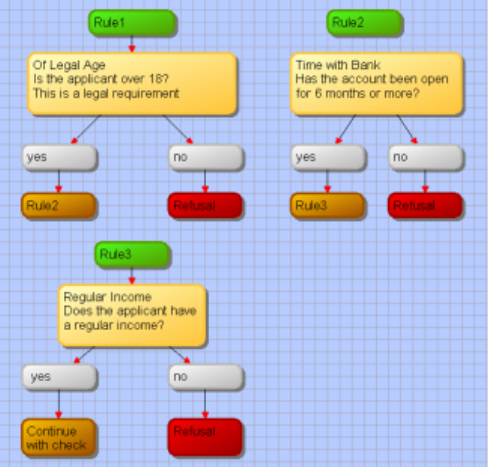 Rule1
Of Legal Age
Is the applicant over 18?
This is a legal requirement
yes
no
Rule2
Refusal
Rule2
Time with Bank
Has the account been open
for 6 months or more?
yes
no
Rule3
Refusal
Rule3
Regular Income
Does the applicant have
a regular income?
yes
no
Continue
with check
Refusal